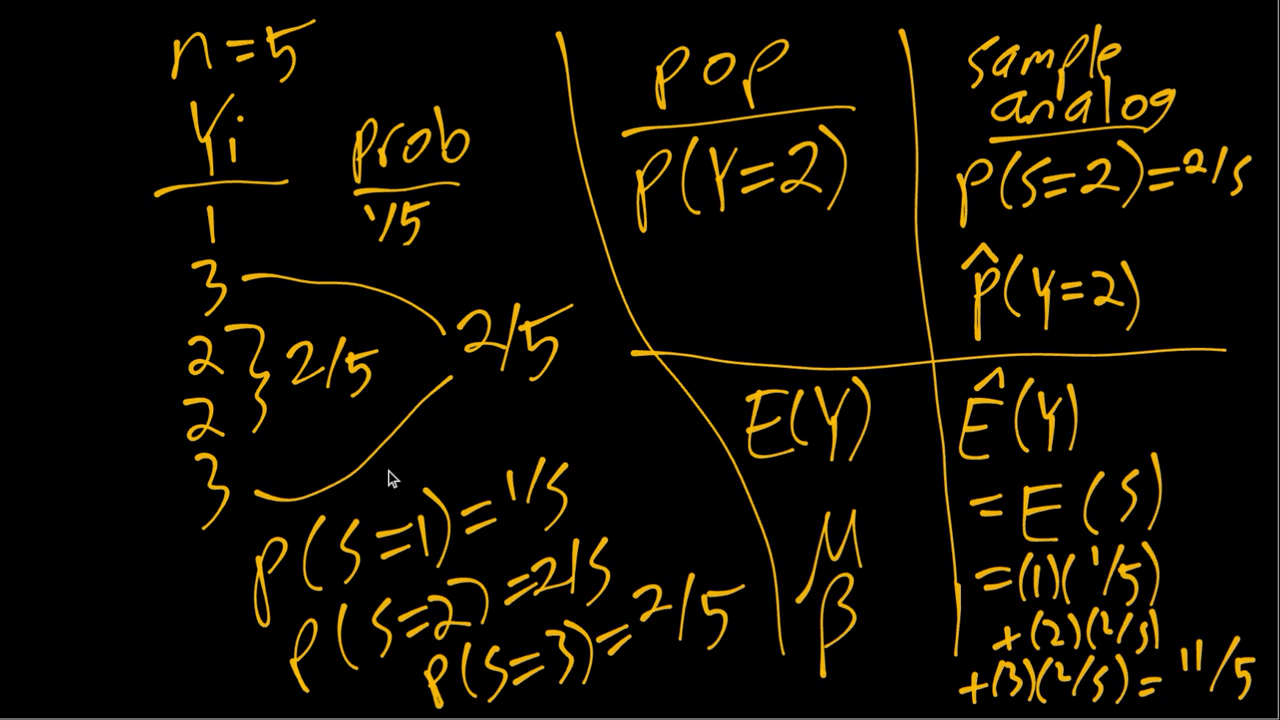 n=5
Yi prob
1 1/5
3
2 } 2/5 2/5
2
3
P(S=1)=1/5
P(S=2)=2/5
P(S=3)=2/5
pop
P(Y=2)
E(Y)
μ
β
sample
analog
P(S=2)=2/5
P̂(Y=2)
Ê(Y)
=E(S)
=(1)(1/5)
+(2)(2/5)
+(3)(2/5)=11/5